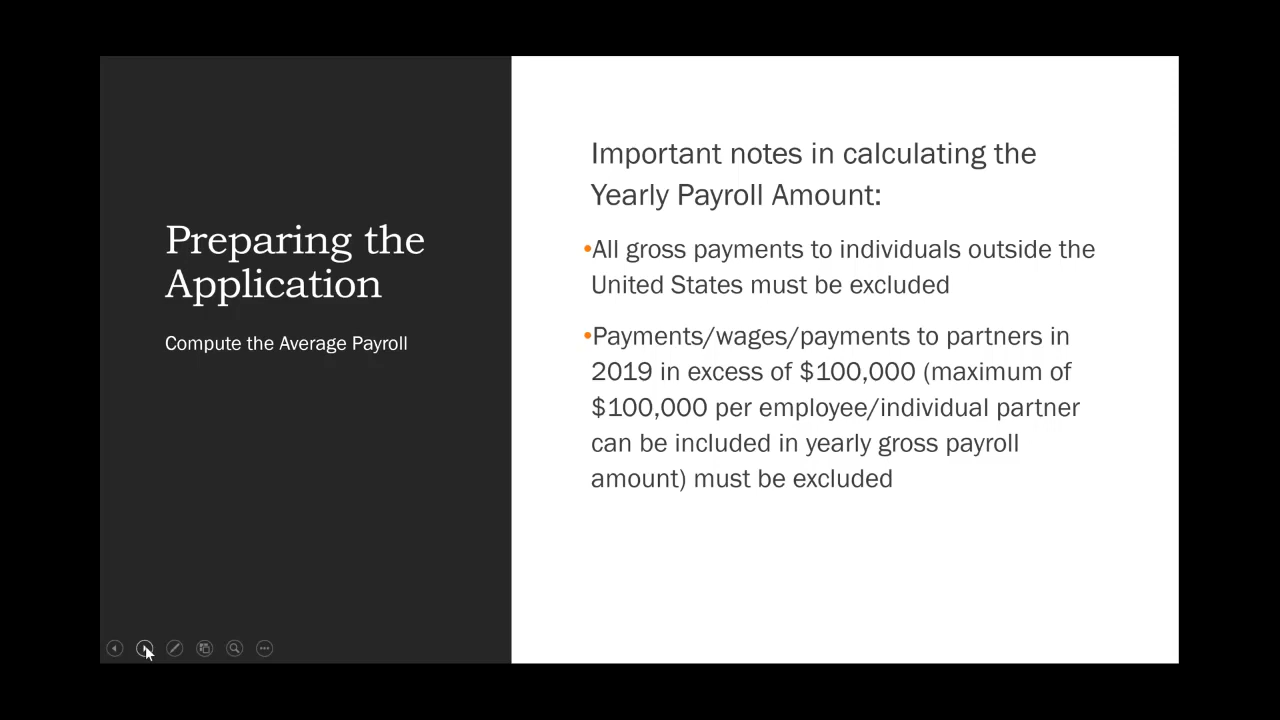 Preparing the
Application
Compute the Average Payroll
Important notes in calculating the
Yearly Payroll Amount:
•All gross payments to individuals outside the
United States must be excluded
•Payments/wages/payments to partners in
2019 in excess of $100,000 (maximum of
$100,000 per employee/individual partner
can be included in yearly gross payroll
amount) must be excluded